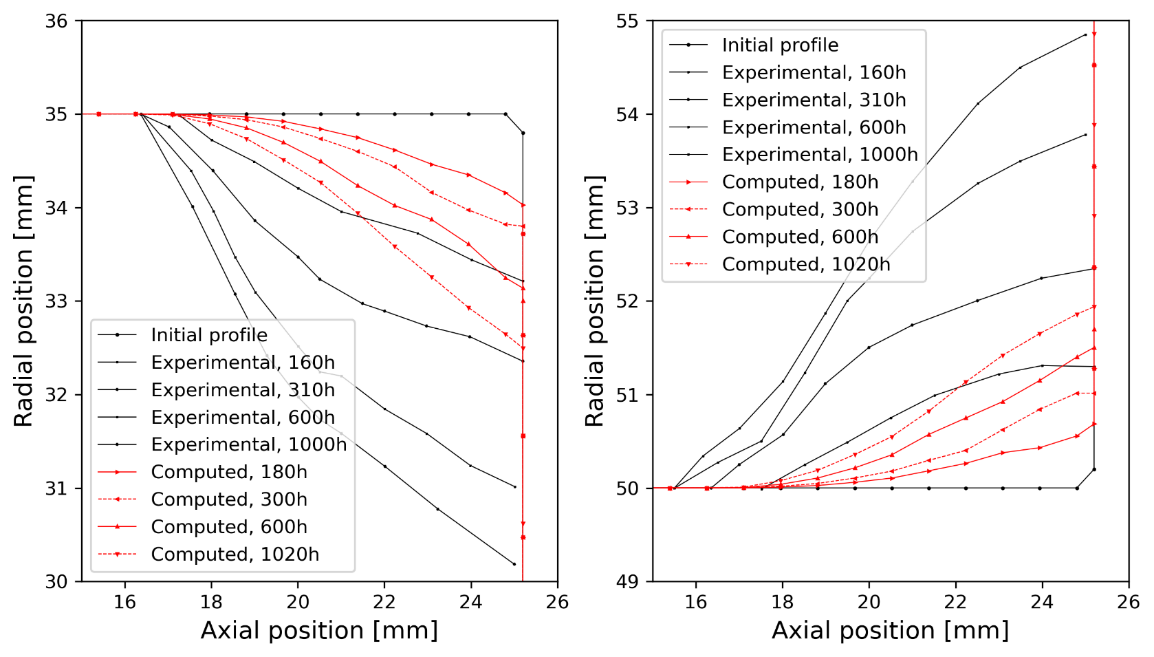 36
35
34
33
32
31
30
Radial position [mm]
Initial profile
Experimental, 160h
Experimental, 310h
Experimental, 600h
Experimental, 1000h
Computed, 180h
Computed, 300h
Computed, 600h
Computed, 1020h
16 18 20 22 24 26
Axial position [mm]
55
54
53
52
51
50
49
Radial position [mm]
Initial profile
Experimental, 160h
Experimental, 310h
Experimental, 600h
Experimental, 1000h
Computed, 180h
Computed, 300h
Computed, 600h
Computed, 1020h
16 18 20 22 24 26
Axial position [mm]